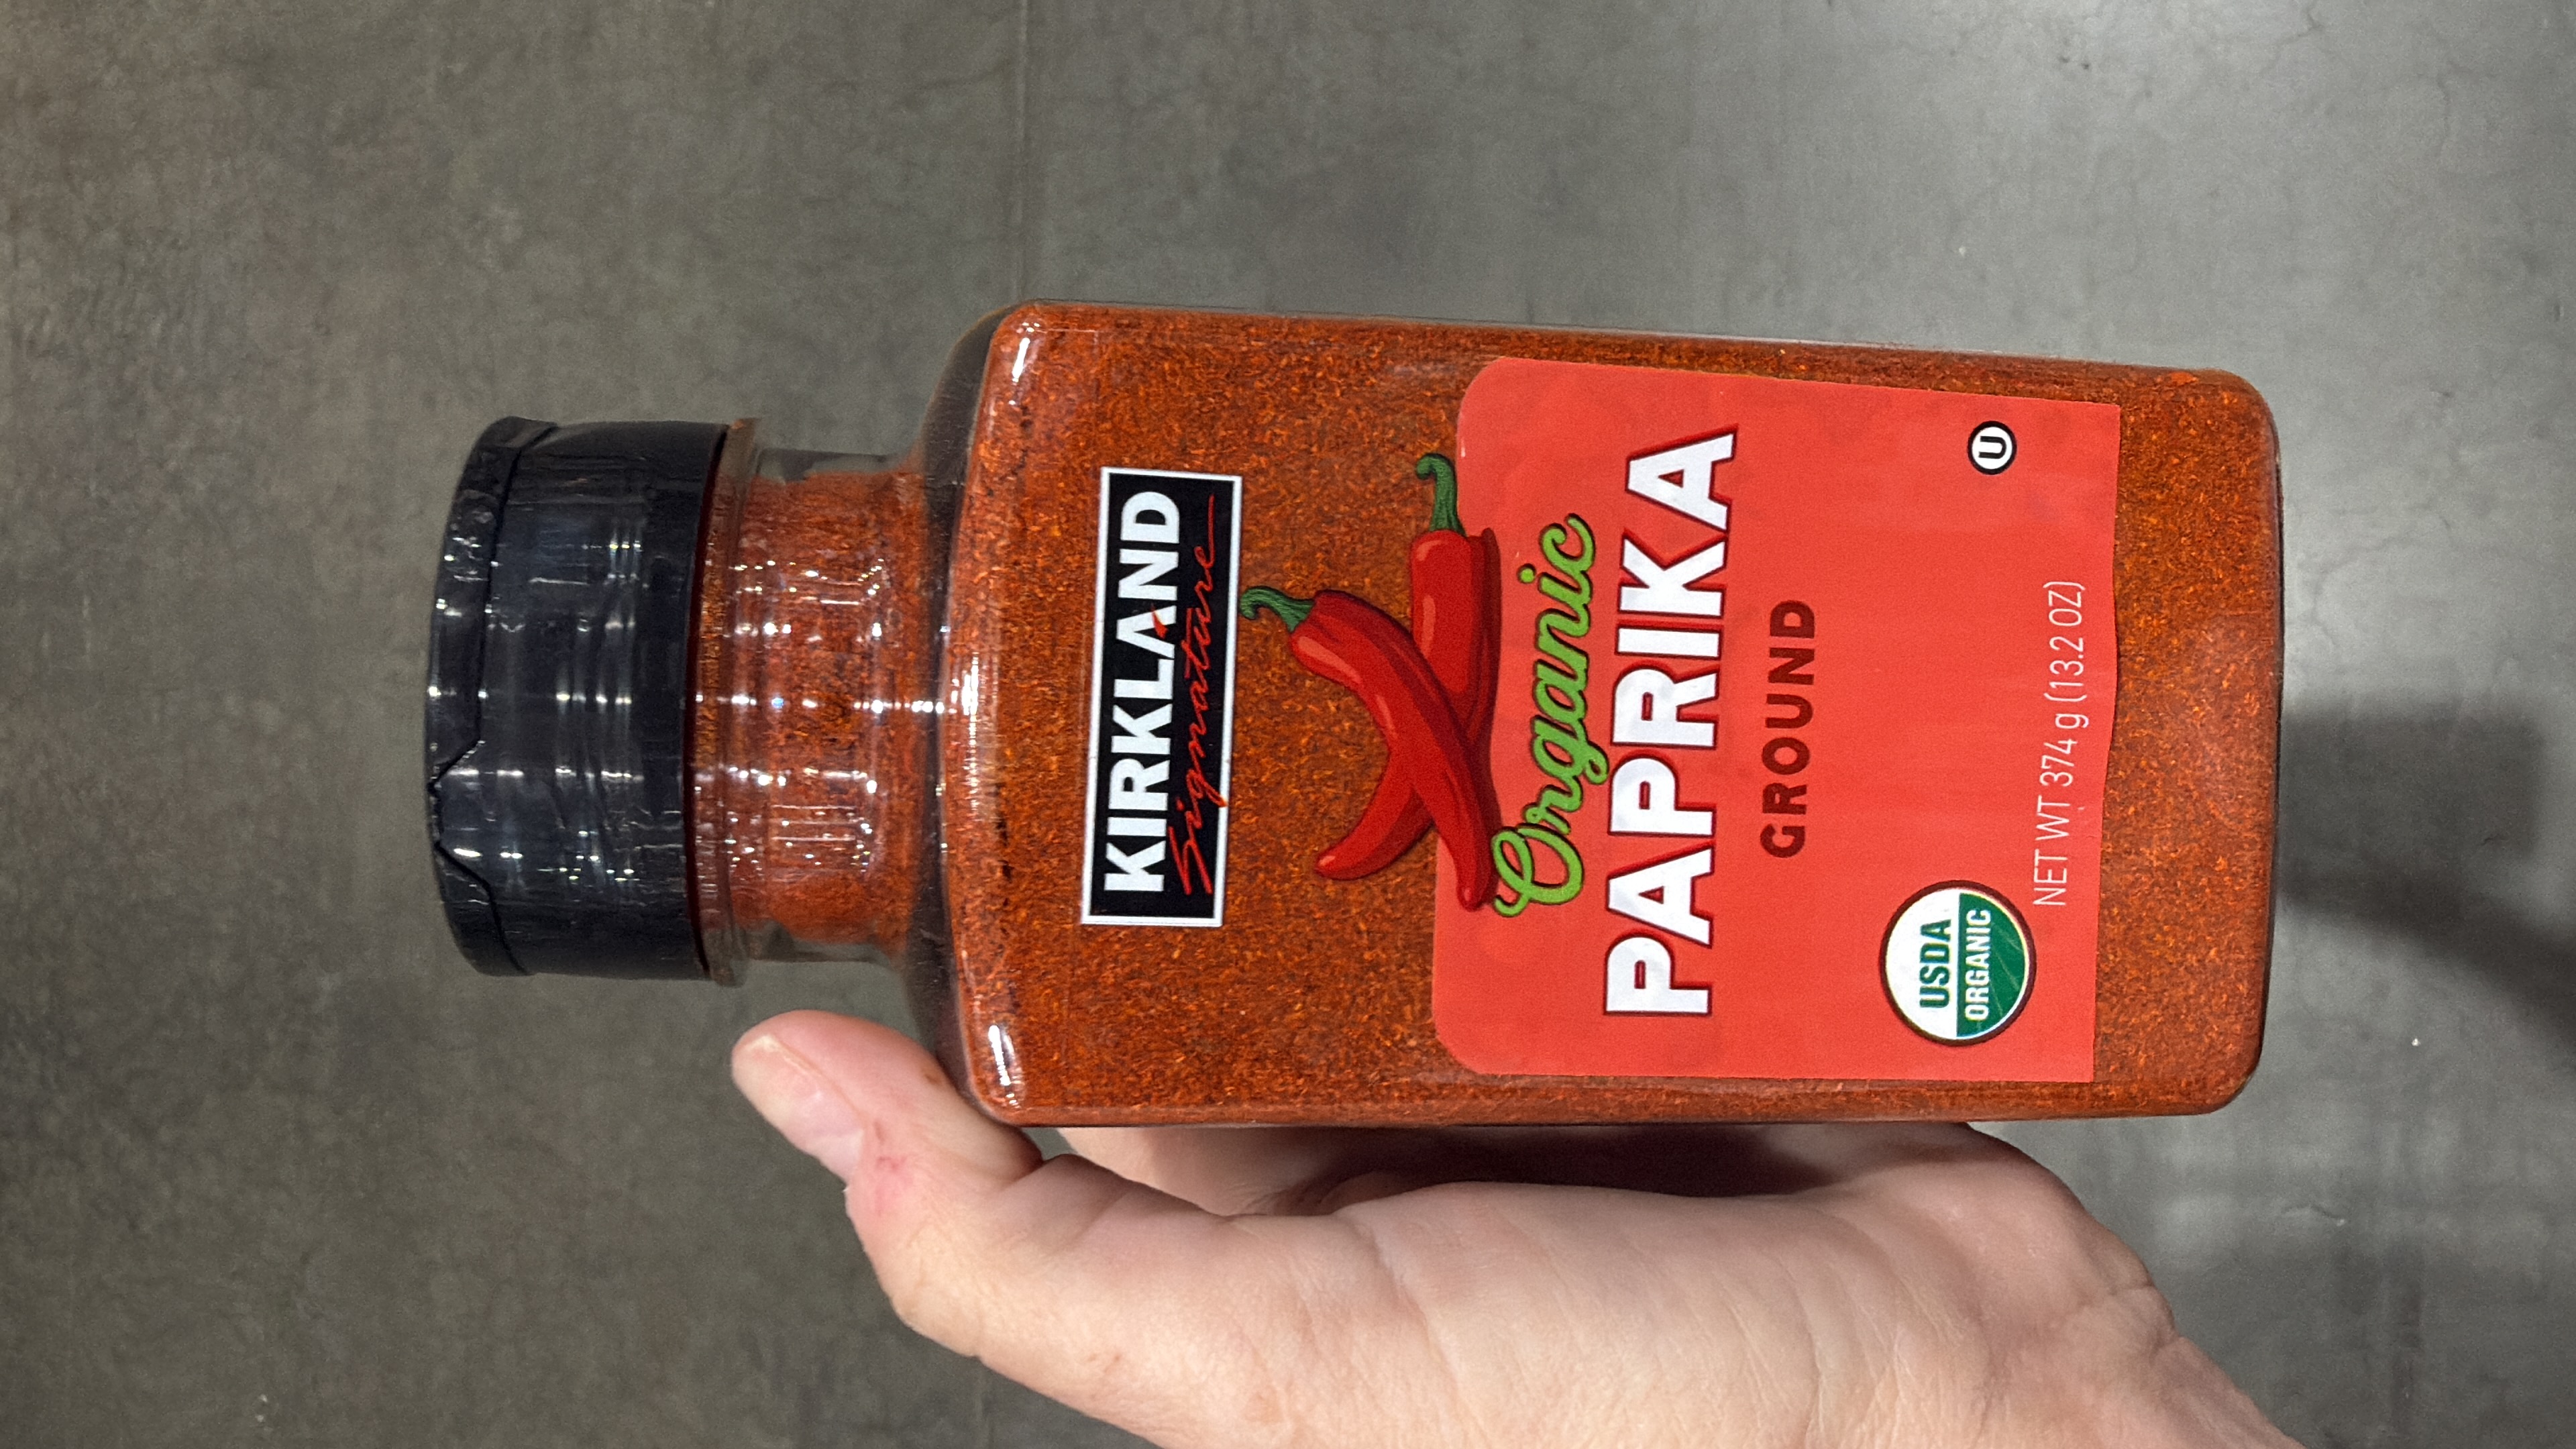 KIRKLAND
Signature
Organic
PAPRIKA
GROUND
U
USDA
ORGANIC
NET WT 374 g (13.2 OZ)